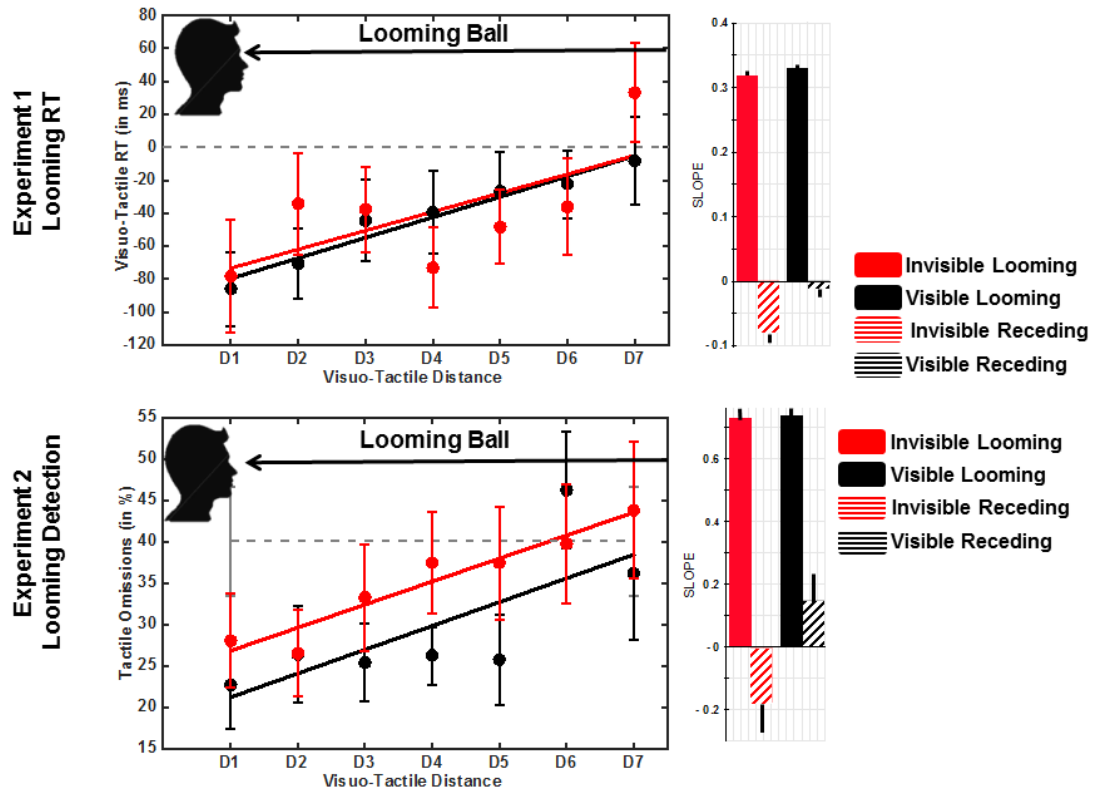 Experiment 1
Looming RT
Visuo-Tactile RT (in ms)
80
60
40
20
0
-20
-40
-60
-80
-100
-120
Looming Ball
D1 D2 D3 D4 D5 D6 D7
Visuo-Tactile Distance
SLOPE
0.4
0.3
0.2
0.1
0
- 0.1
Invisible Looming
Visible Looming
Invisible Receding
Visible Receding
Experiment 2
Looming Detection
Tactile Omissions (in %)
55
50
45
40
35
30
25
20
15
Looming Ball
D1 D2 D3 D4 D5 D6 D7
Visuo-Tactile Distance
SLOPE
0.6
0.4
0.2
-0
- 0.2
Invisible Looming
Visible Looming
Invisible Receding
Visible Receding